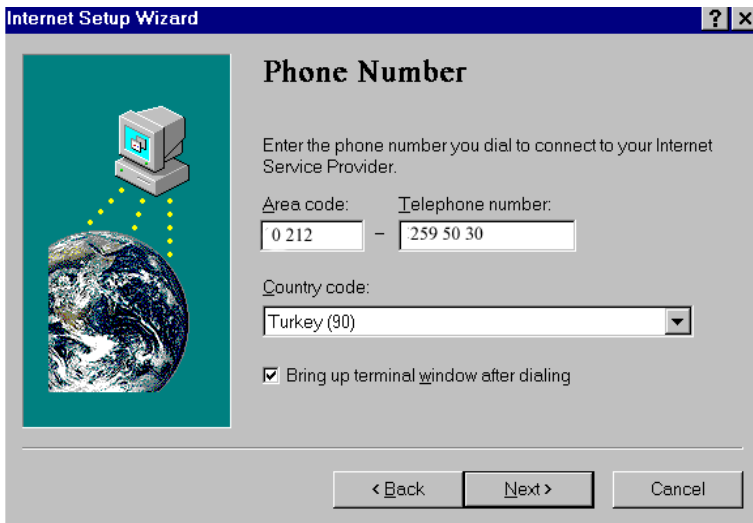 Internet Setup Wizard
Phone Number
Enter the phone number you dial to connect to your Internet
Service Provider.
Area code: Telephone number:
0 212 – 259 50 30
Country code:
Turkey (90)
Bring up terminal window after dialing
< Back Next > Cancel